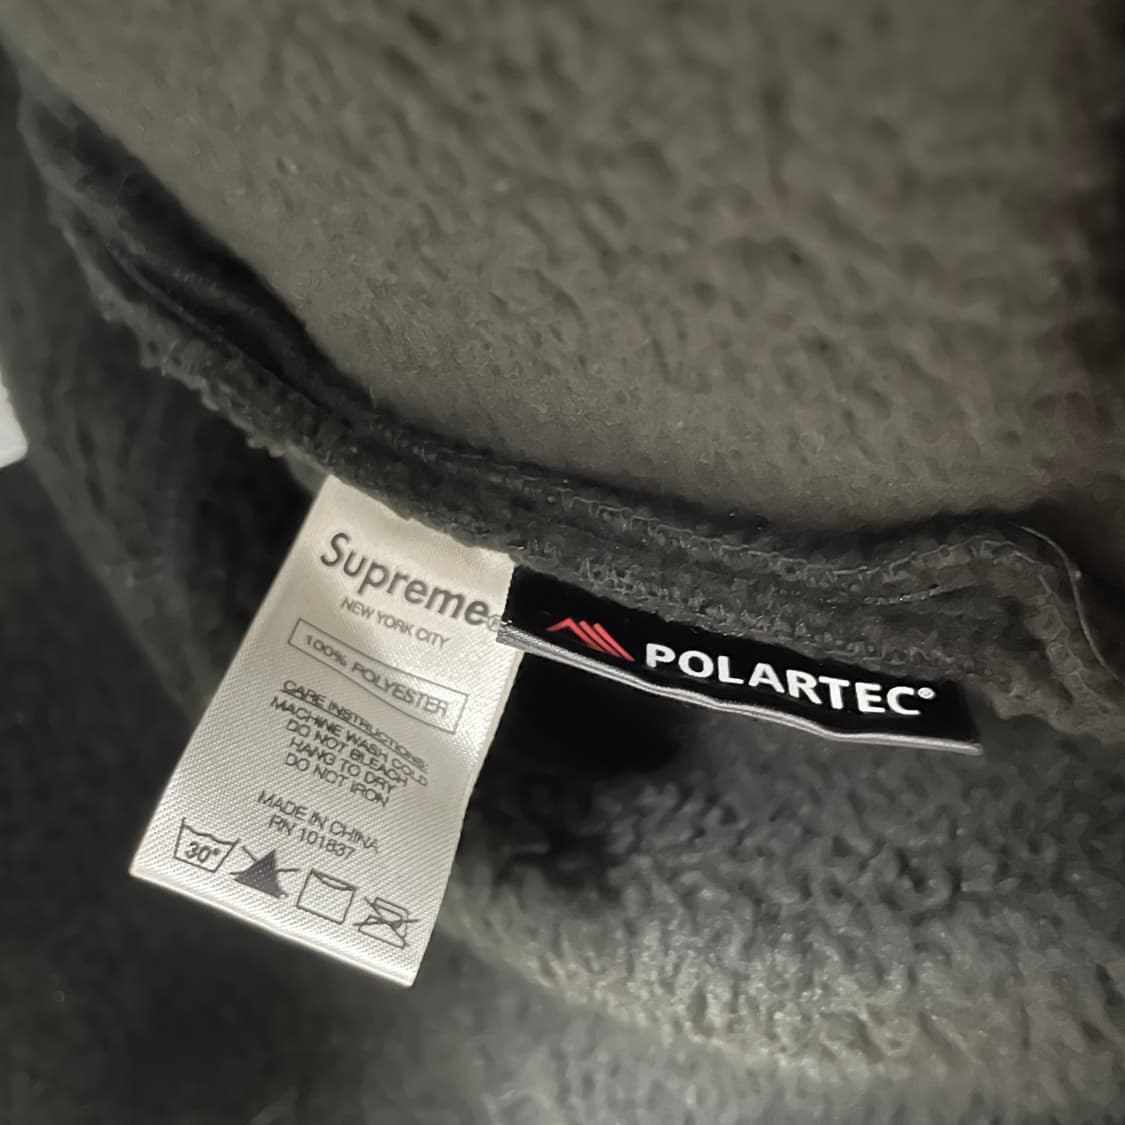 Supreme®
NEW YORK CITY
100% POLYESTER
CARE INSTRUCTIONS:
MACHINE WASH COLD
DO NOT BLEACH
HANG TO DRY
DO NOT IRON
MADE IN CHINA
RN 101837
30°
POLARTEC®